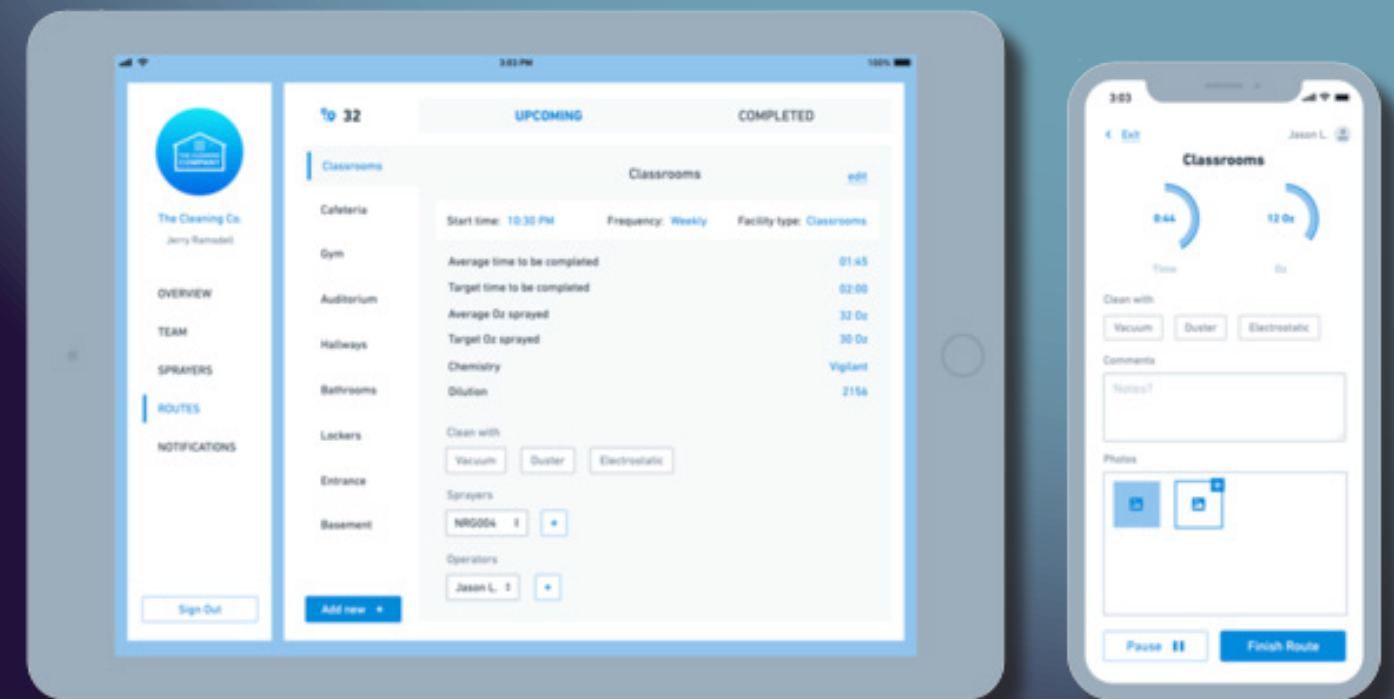 3:03 PM
100%
THE CLEANING
COMPANY
The Cleaning Co.
Jerry Ramsdell
OVERVIEW
TEAM
SPRAYERS
ROUTES
NOTIFICATIONS
Sign Out
32
UPCOMING
COMPLETED
Classrooms
Cafeteria
Gym
Auditorium
Hallways
Bathrooms
Lockers
Entrance
Basement
Add new +
Classrooms
edit
Start time: 10:30 PM Frequency: Weekly Facility type: Classrooms
Average time to be completed 01:45
Target time to be completed 02:00
Average Oz sprayed 32 Oz
Target Oz sprayed 30 Oz
Chemistry Vigilant
Dilution 2156
Clean with
Vacuum Duster Electrostatic
Sprayers
NRG004 +
Operators
Jason L. +
3:03
< Exit Jason L.
Classrooms
0:44 12 Oz
Time Oz
Clean with
Vacuum Duster Electrostatic
Comments
Notes?
Photos
+
Pause
Finish Route